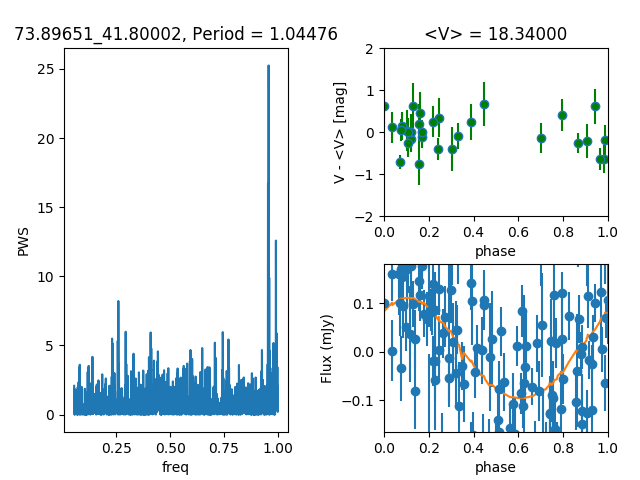 73.89651_41.80002, Period = 1.04476
25
20
15
10
5
0
PWS
0.25 0.50 0.75 1.00
freq
<V> = 18.34000
2
1
0
−1
−2
V - <V> [mag]
0.0 0.2 0.4 0.6 0.8 1.0
phase
0.1
0.0
−0.1
Flux (mJy)
0.0 0.2 0.4 0.6 0.8 1.0
phase